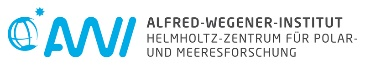 AWI
ALFRED-WEGENER-INSTITUT
HELMHOLTZ-ZENTRUM FÜR POLAR-
UND MEERESFORSCHUNG